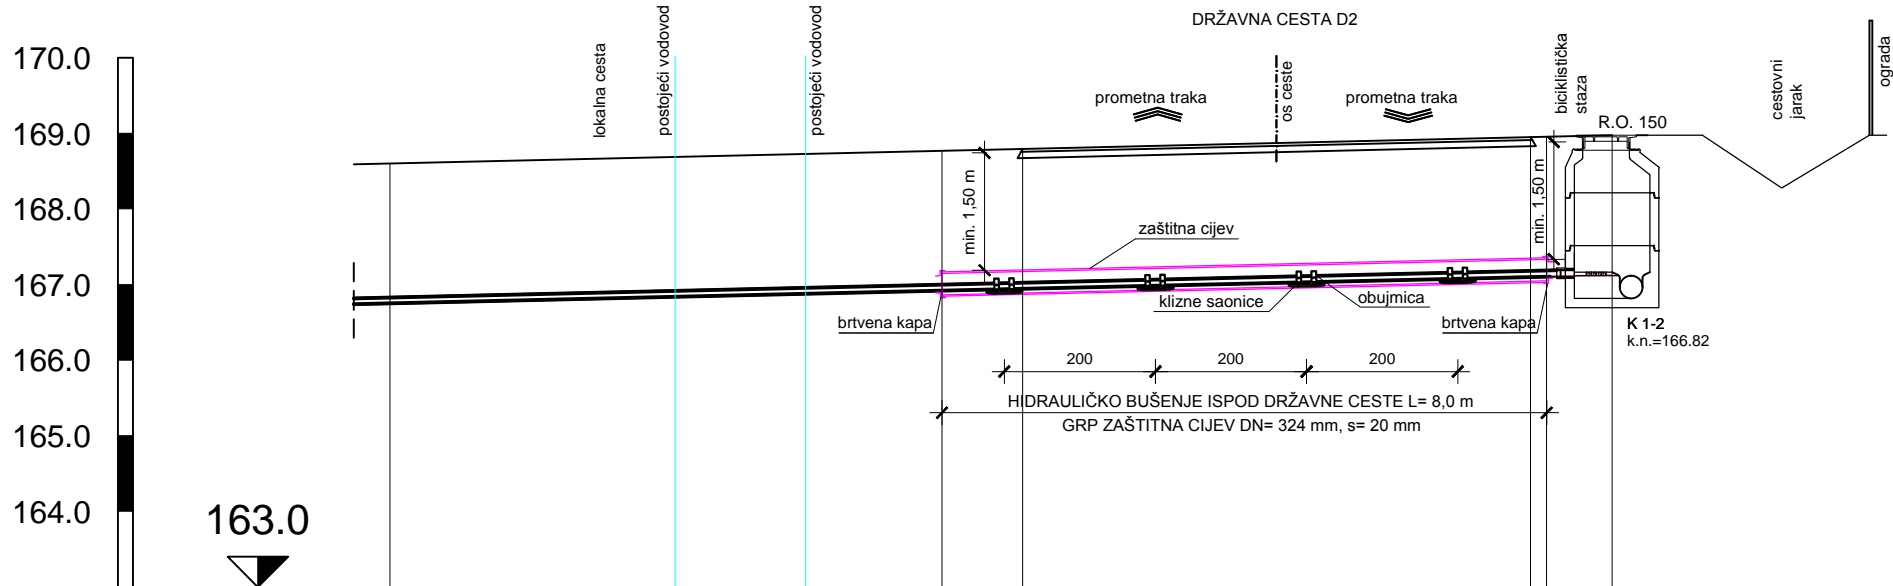 DRŽAVNA CESTA D2
170.0
169.0
168.0
167.0
166.0
165.0
164.0
163.0
lokalna cesta
postojeći vodovod
postojeći vodovod
prometna traka
os ceste
prometna traka
biciklistička
staza
R.O. 150
cestovni
jarak
ograda
min. 1,50 m
min. 1,50 m
zaštitna cijev
klizne saonice
obujmica
brtvena kapa
brtvena kapa
K 1-2
k.n.=166.82
200
200
200
HIDRAULIČKO BUŠENJE ISPOD DRŽAVNE CESTE L= 8,0 m
GRP ZAŠTITNA CIJEV DN= 324 mm, s= 20 mm